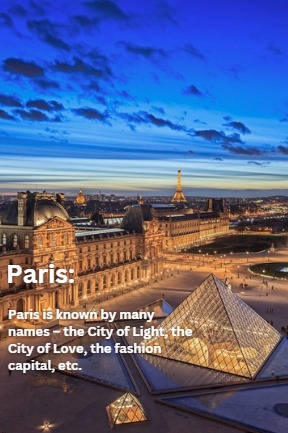 Paris:
Paris is known by many
names – the City of Light, the
City of Love, the fashion
capital, etc.